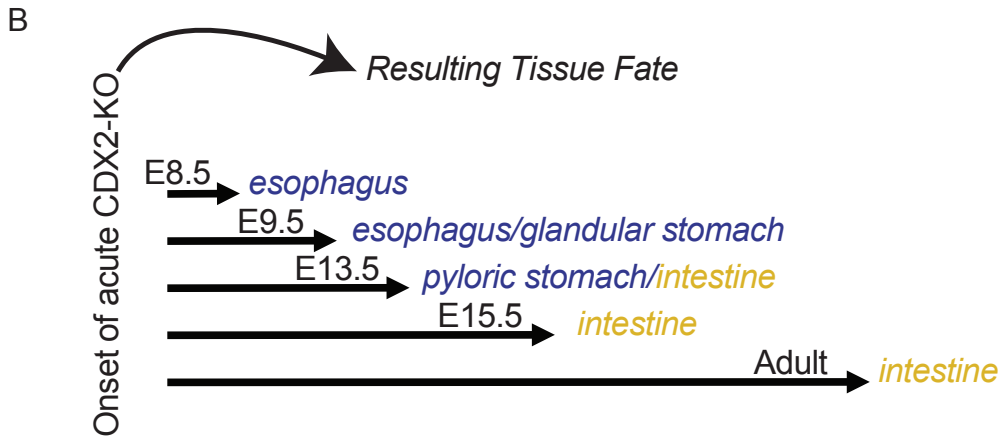 B
Resulting Tissue Fate
Onset of acute CDX2-KO
E8.5 esophagus
E9.5 esophagus/glandular stomach
E13.5 pyloric stomach/intestine
E15.5 intestine
Adult intestine